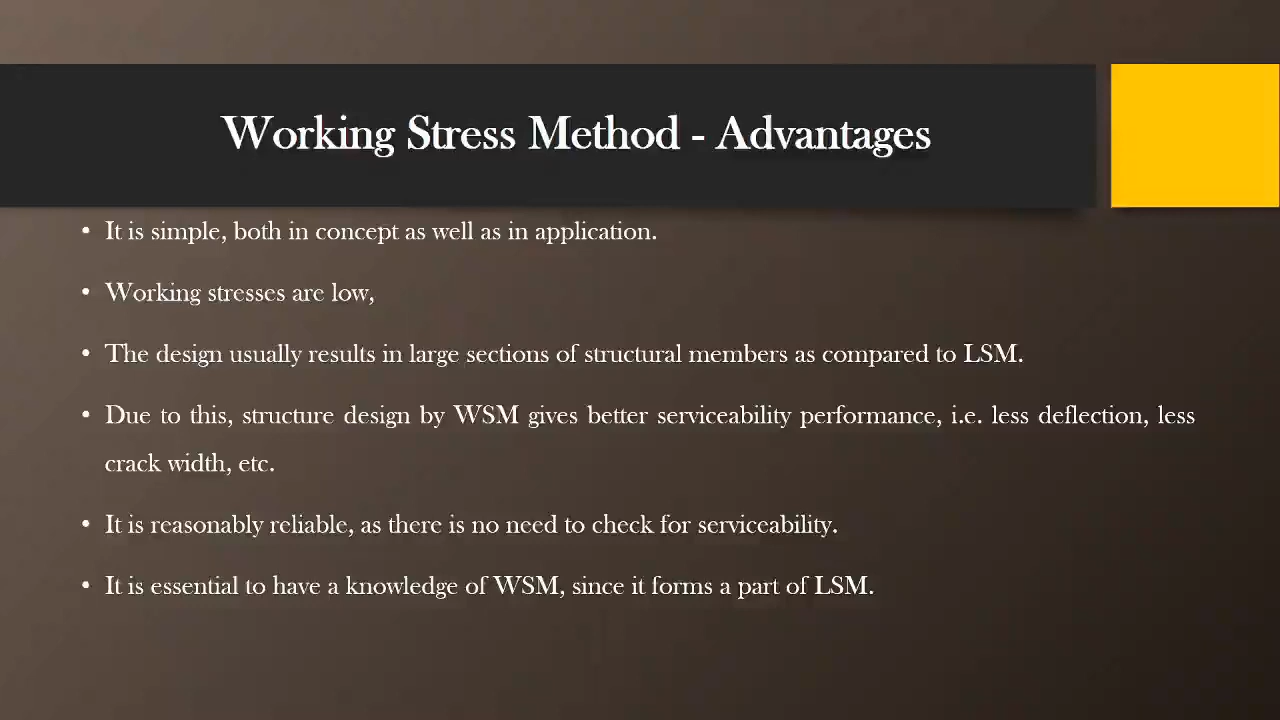 Working Stress Method - Advantages
• It is simple, both in concept as well as in application.
• Working stresses are low,
• The design usually results in large sections of structural members as compared to LSM.
• Due to this, structure design by WSM gives better serviceability performance, i.e. less deflection, less
crack width, etc.
• It is reasonably reliable, as there is no need to check for serviceability.
• It is essential to have a knowledge of WSM, since it forms a part of LSM.